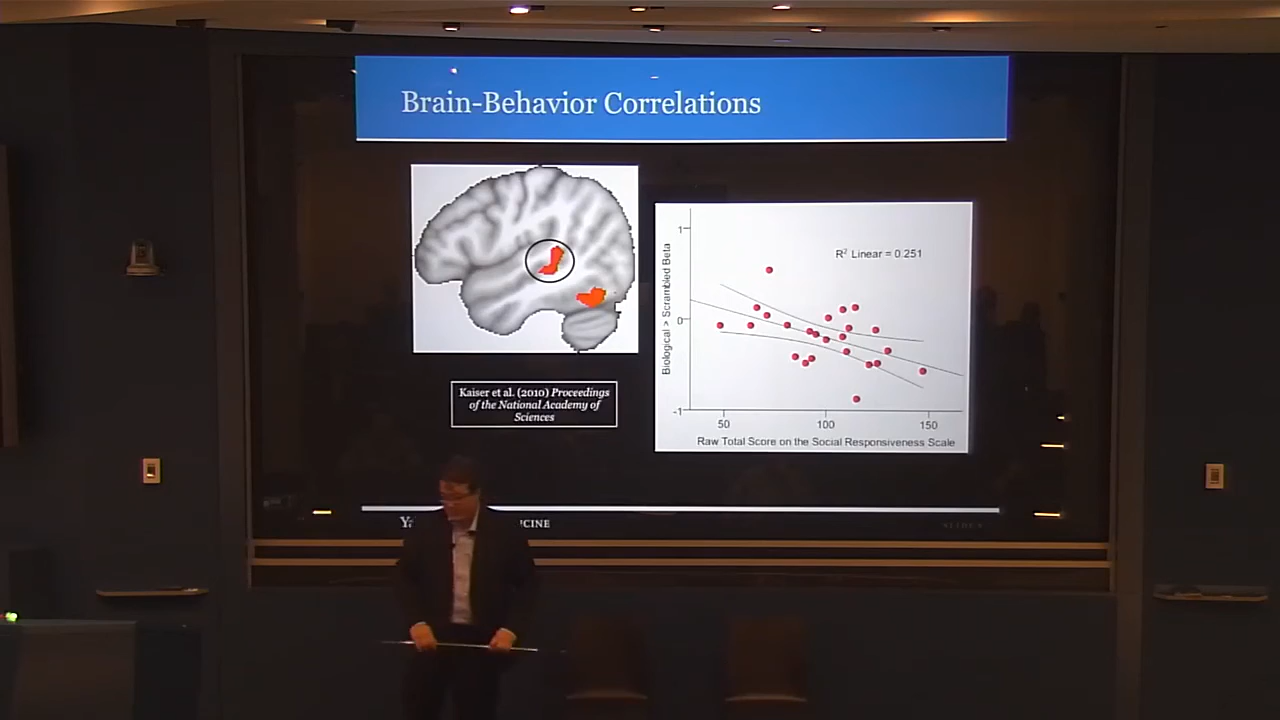 Brain-Behavior Correlations
Kaiser et al. (2010) Proceedings
of the National Academy of
Sciences
R² Linear = 0.251
Biological > Scrambled Beta
1
0
-1
50 100 150
Raw Total Score on the Social Responsiveness Scale